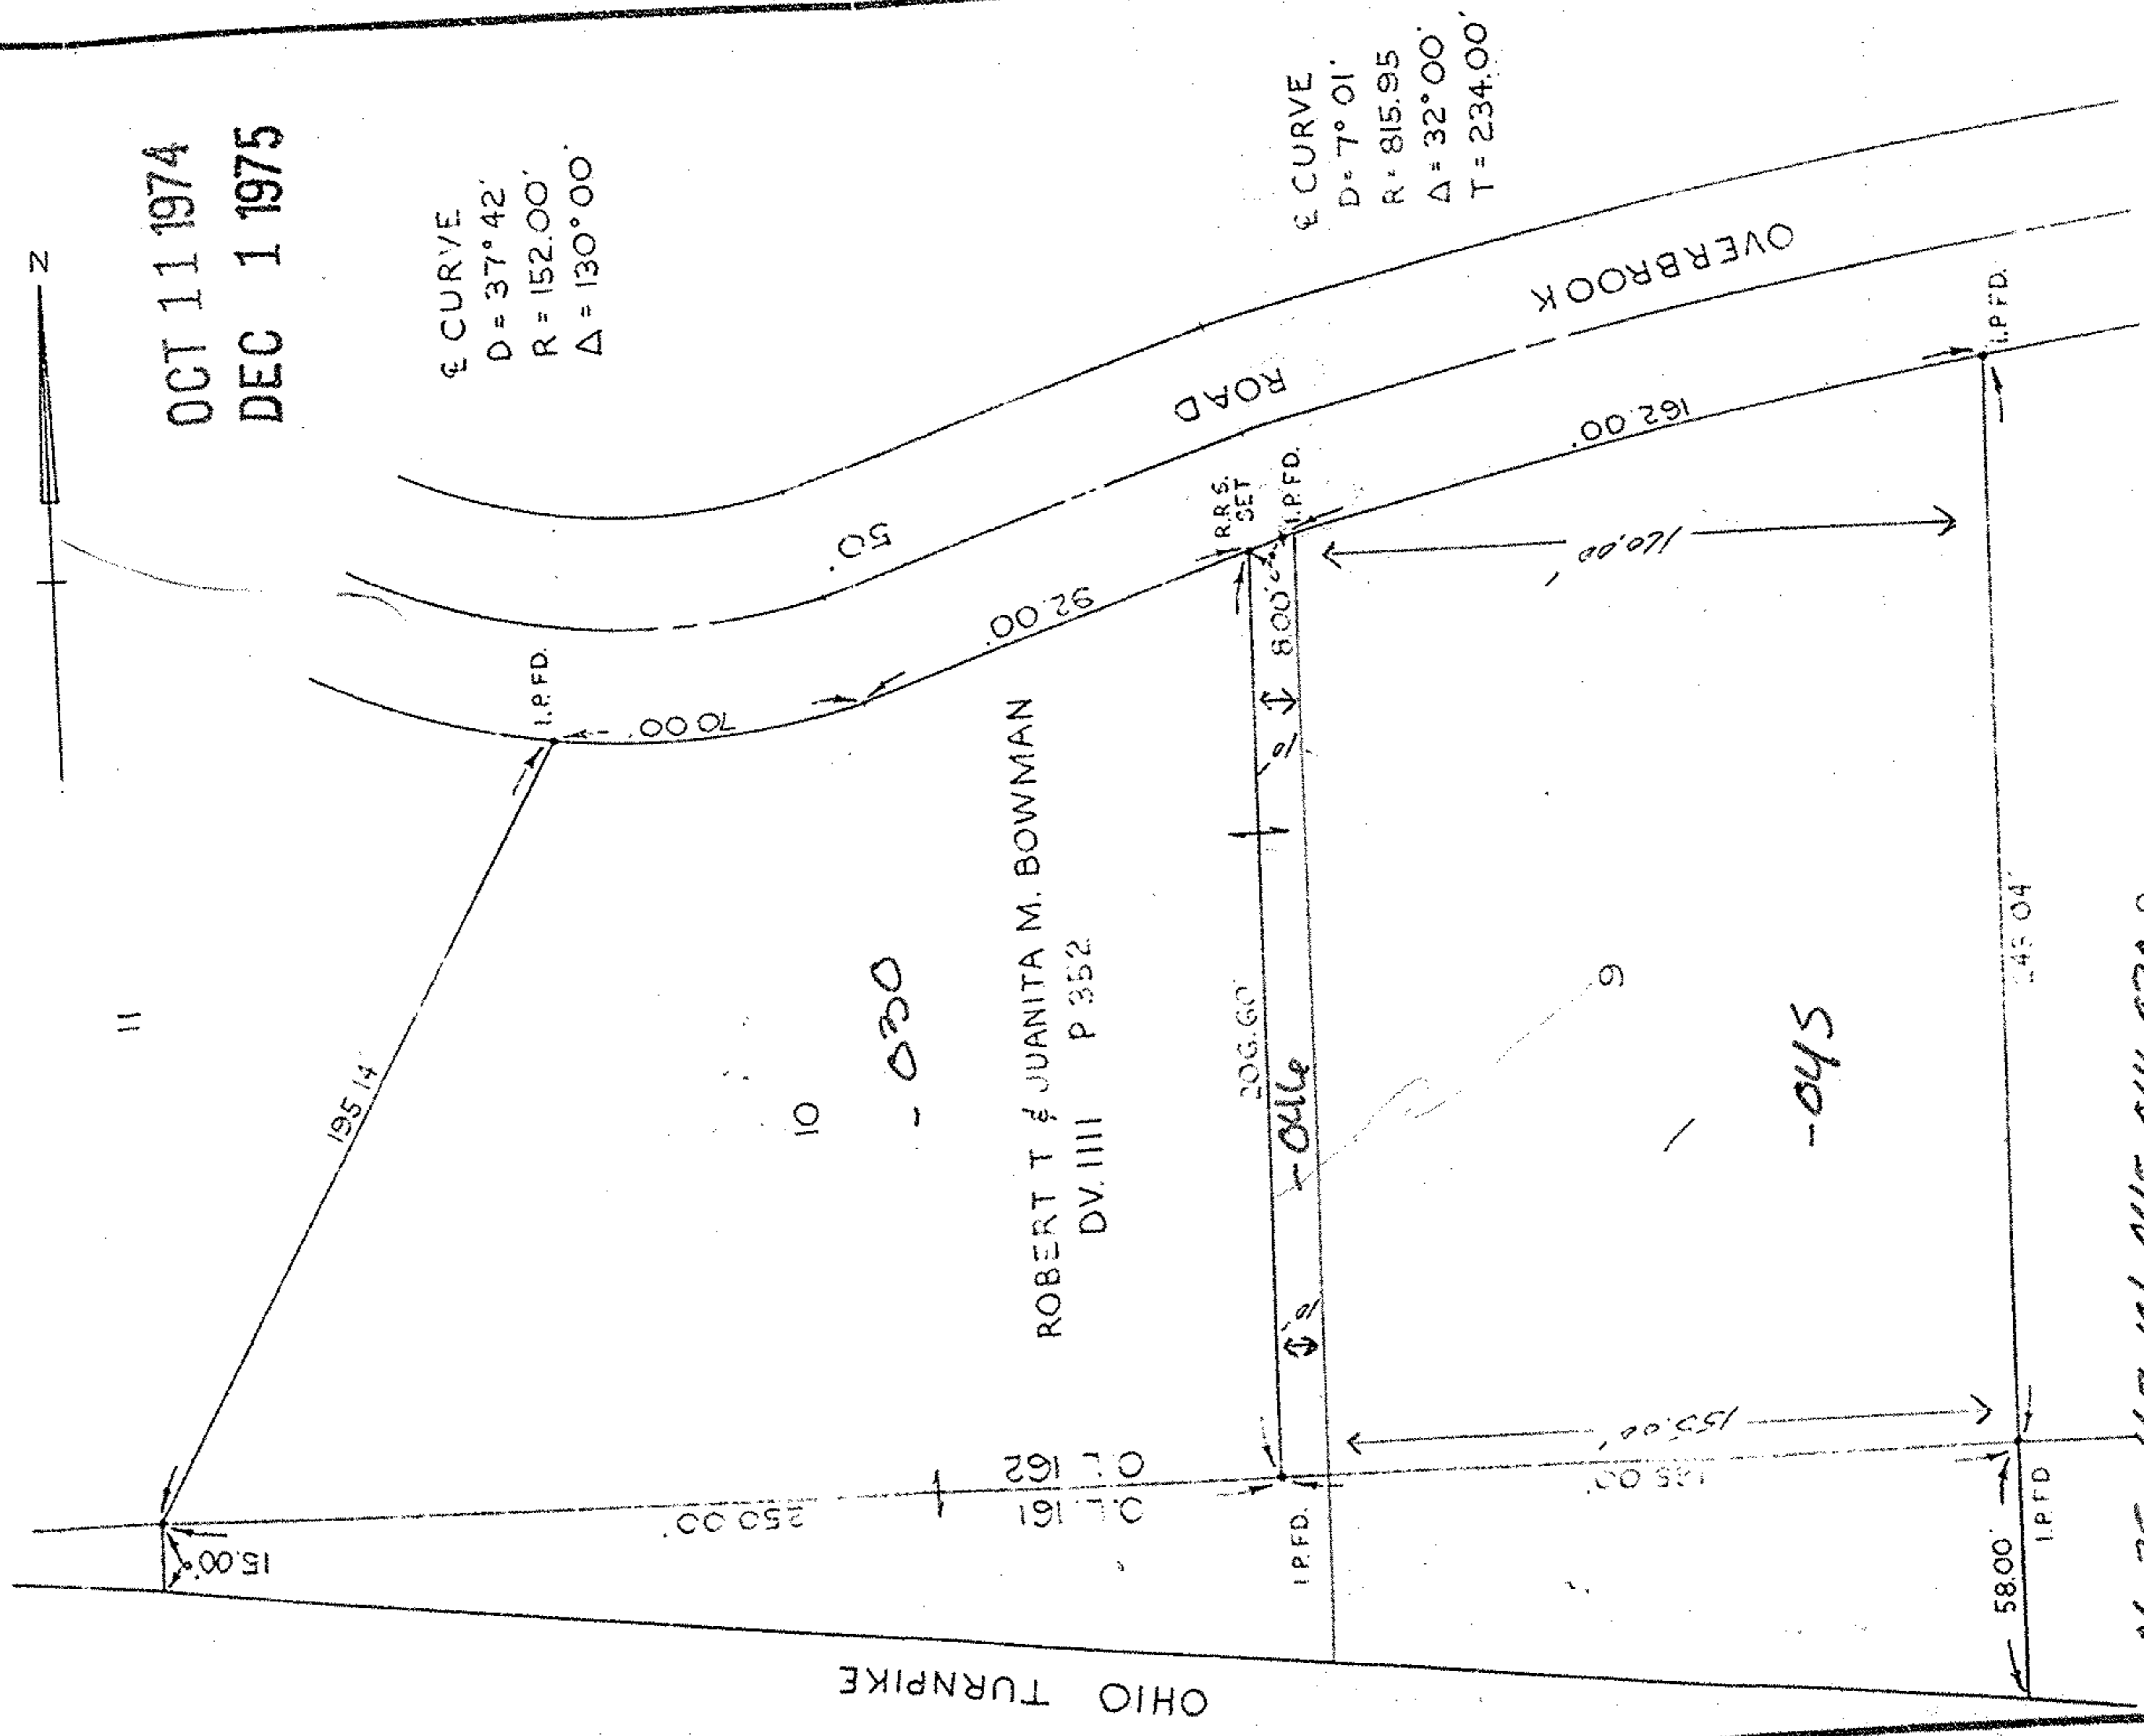 N
OCT 11 1974
DEC 1 1975
℄ CURVE
D = 37° 42'
R = 152.00'
Δ = 130° 00'
℄ CURVE
D = 7° 01'
R = 815.95
Δ = 32° 00'
T = 234.00'
OVERBROOK
ROAD
50'
I.P. FD.
70.00'
92.00'
R.R.S.
SET
I.P. FD.
8.00'
162.00'
I.P. FD.
160.00'
11
195.14'
10
- 030
ROBERT T & JUANITA M. BOWMAN
DV. 1111 P 352
206.60'
10'
- 046
10'
9
- 045
155.00'
250.00'
O.L. 162
O.L. 161
15.00'
I.P. FD.
58.00'
I.P. FD
OHIO TURNPIKE